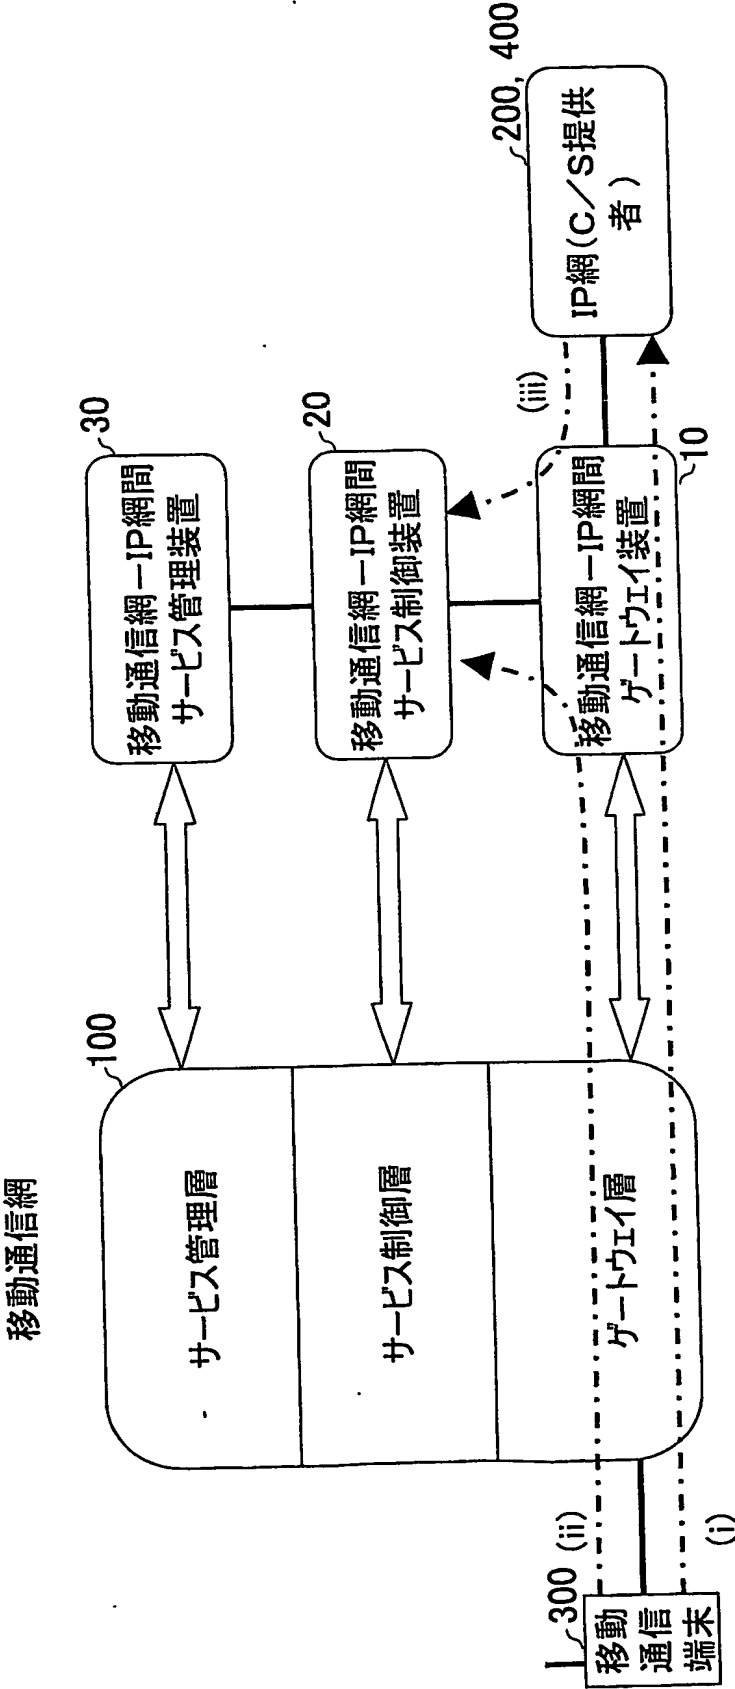 移動通信網
100
サービス管理層
サービス制御層
ゲートウェイ層
30
移動通信網－IP網間
サービス管理装置
20
移動通信網－IP網間
サービス制御装置
移動通信網－IP網間
ゲートウェイ装置
10
200, 400
IP網(C／S提供
者)
(iii)
300
(ii)
(i)
移動
通信
端末